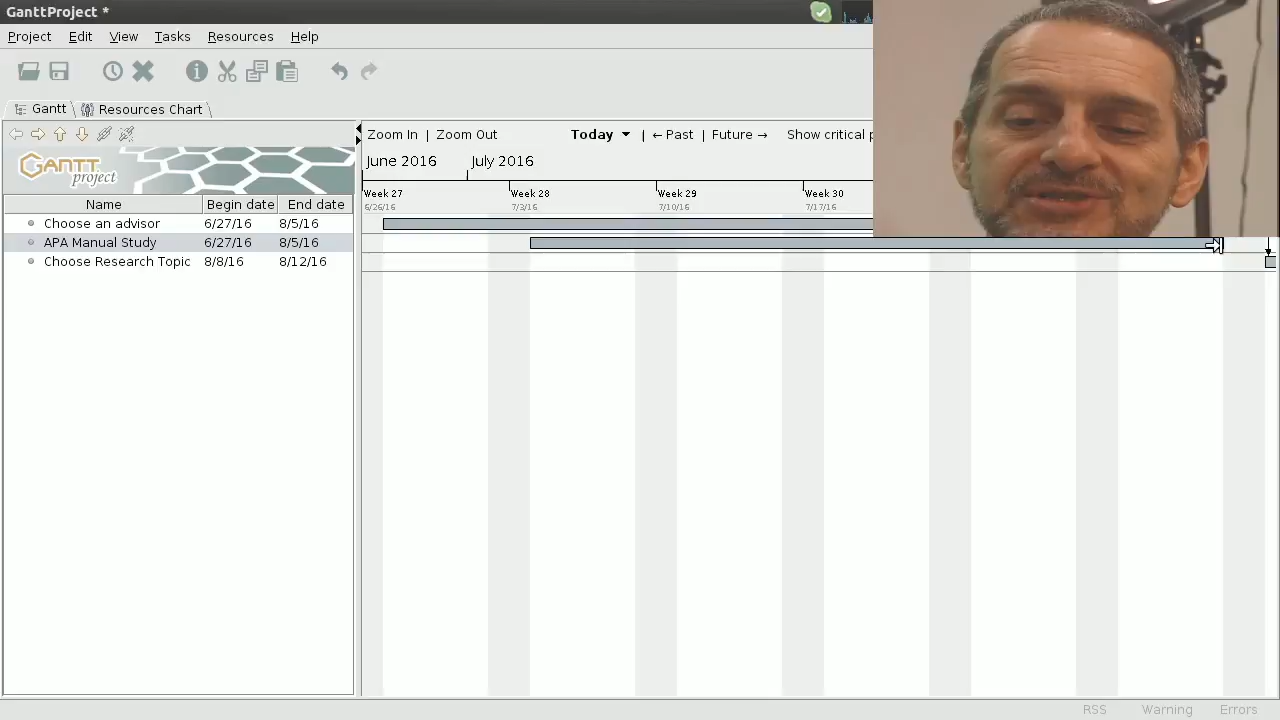 GanttProject *
Project Edit View Tasks Resources Help
Gantt Resources Chart
Zoom In | Zoom Out Today | ← Past | Future → Show critical p
GANTT project
June 2016 July 2016
Week 27 Week 28 Week 29 Week 30
6/26/16 7/3/16 7/10/16 7/17/16
Name Begin date End date
Choose an advisor 6/27/16 8/5/16
APA Manual Study 6/27/16 8/5/16
Choose Research Topic 8/8/16 8/12/16
RSS Warning Errors